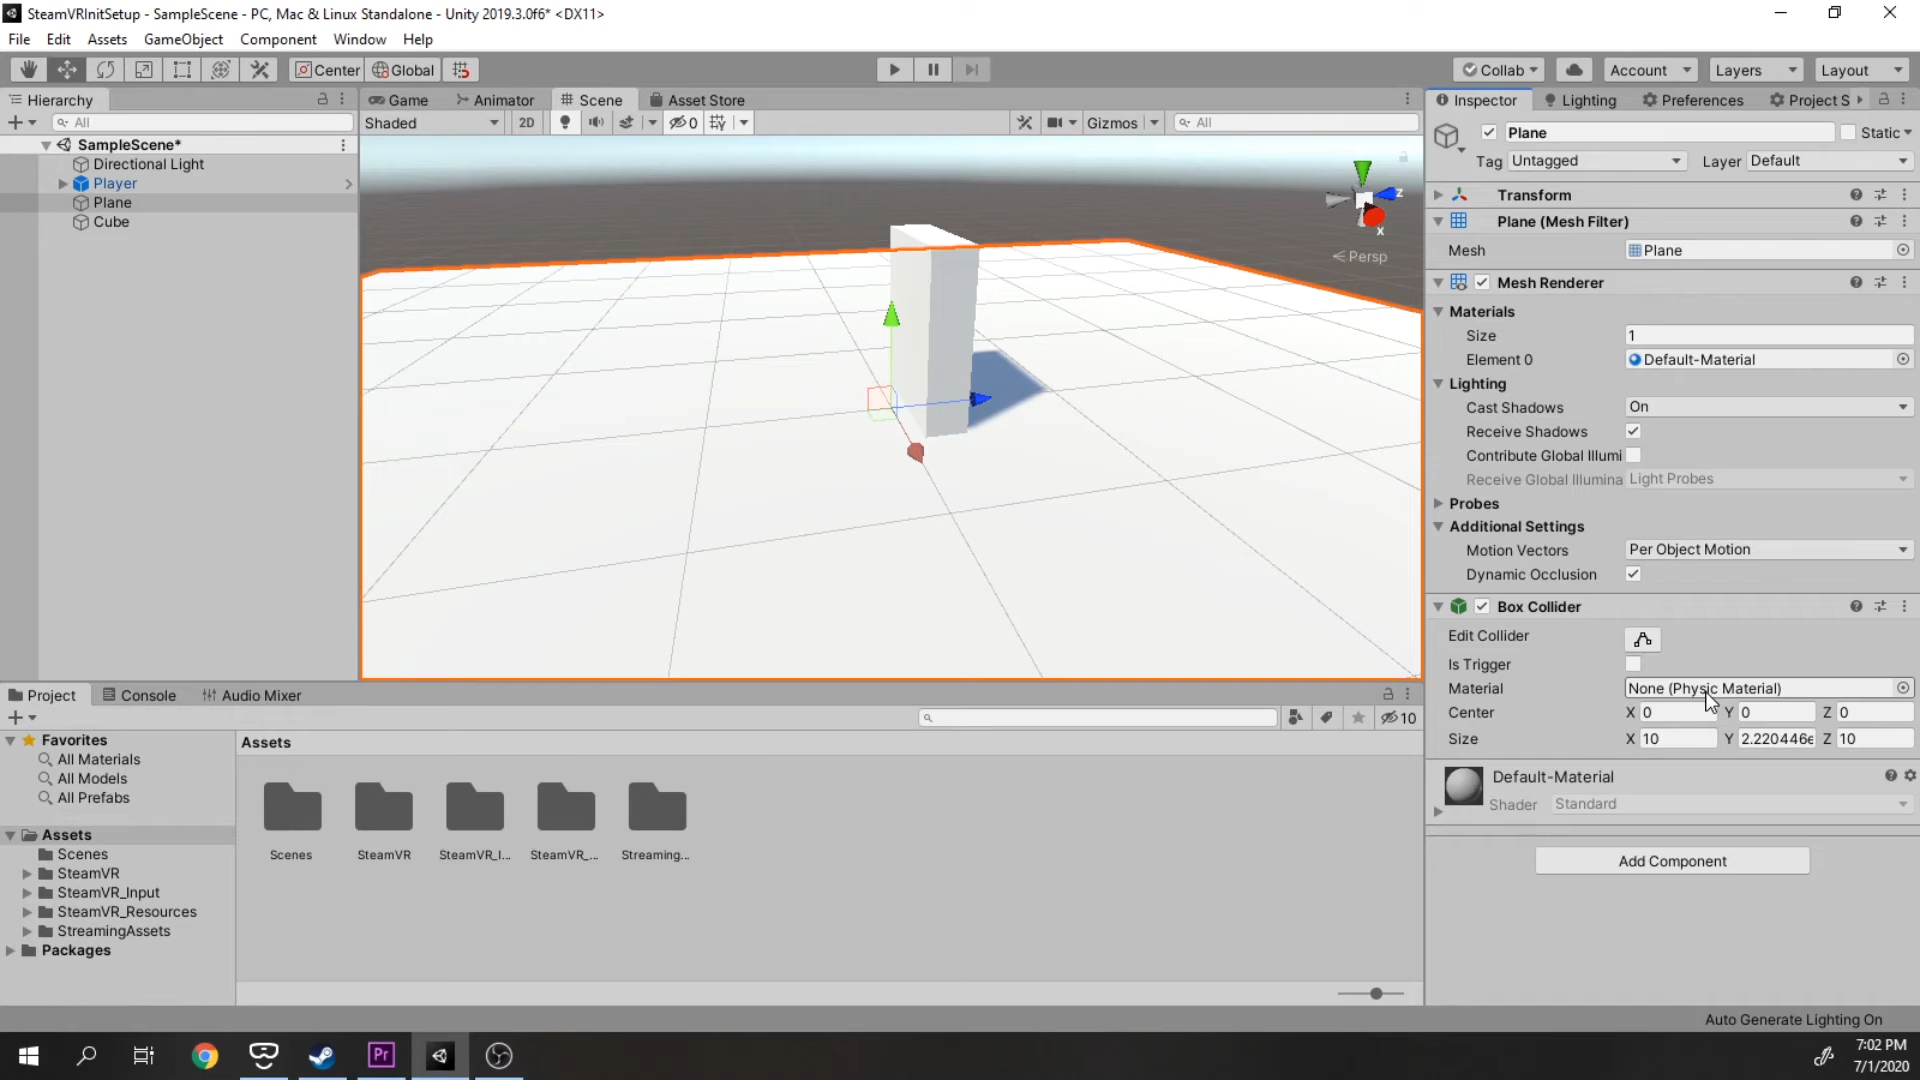 SteamVRInitSetup - SampleScene - PC, Mac & Linux Standalone - Unity 2019.3.0f6* <DX11>
File Edit Assets GameObject Component Window Help
Center Global Collab Account Layers Layout
Hierarchy
All
SampleScene*
Directional Light
Player
Plane
Cube
Game Animator Scene Asset Store
Shaded 2D 0 Gizmos All
z
x
Persp
Inspector Lighting Preferences Project S
Plane Static
Tag Untagged Layer Default
Transform
Plane (Mesh Filter)
Mesh Plane
Mesh Renderer
Materials
Size 1
Element 0 Default-Material
Lighting
Cast Shadows On
Receive Shadows
Contribute Global Illumi
Receive Global Illumina Light Probes
Probes
Additional Settings
Motion Vectors Per Object Motion
Dynamic Occlusion
Box Collider
Edit Collider
Is Trigger
Material None (Physic Material)
Center X 0 Y 0 Z 0
Size X 10 Y 2.220446e Z 10
Default-Material
Shader Standard
Add Component
Project Console Audio Mixer
10
Favorites
All Materials
All Models
All Prefabs
Assets
Scenes
SteamVR
SteamVR_Input
SteamVR_Resources
StreamingAssets
Packages
Assets
Scenes SteamVR SteamVR_I... SteamVR_... Streaming...
Auto Generate Lighting On
Pr
7:02 PM
7/1/2020